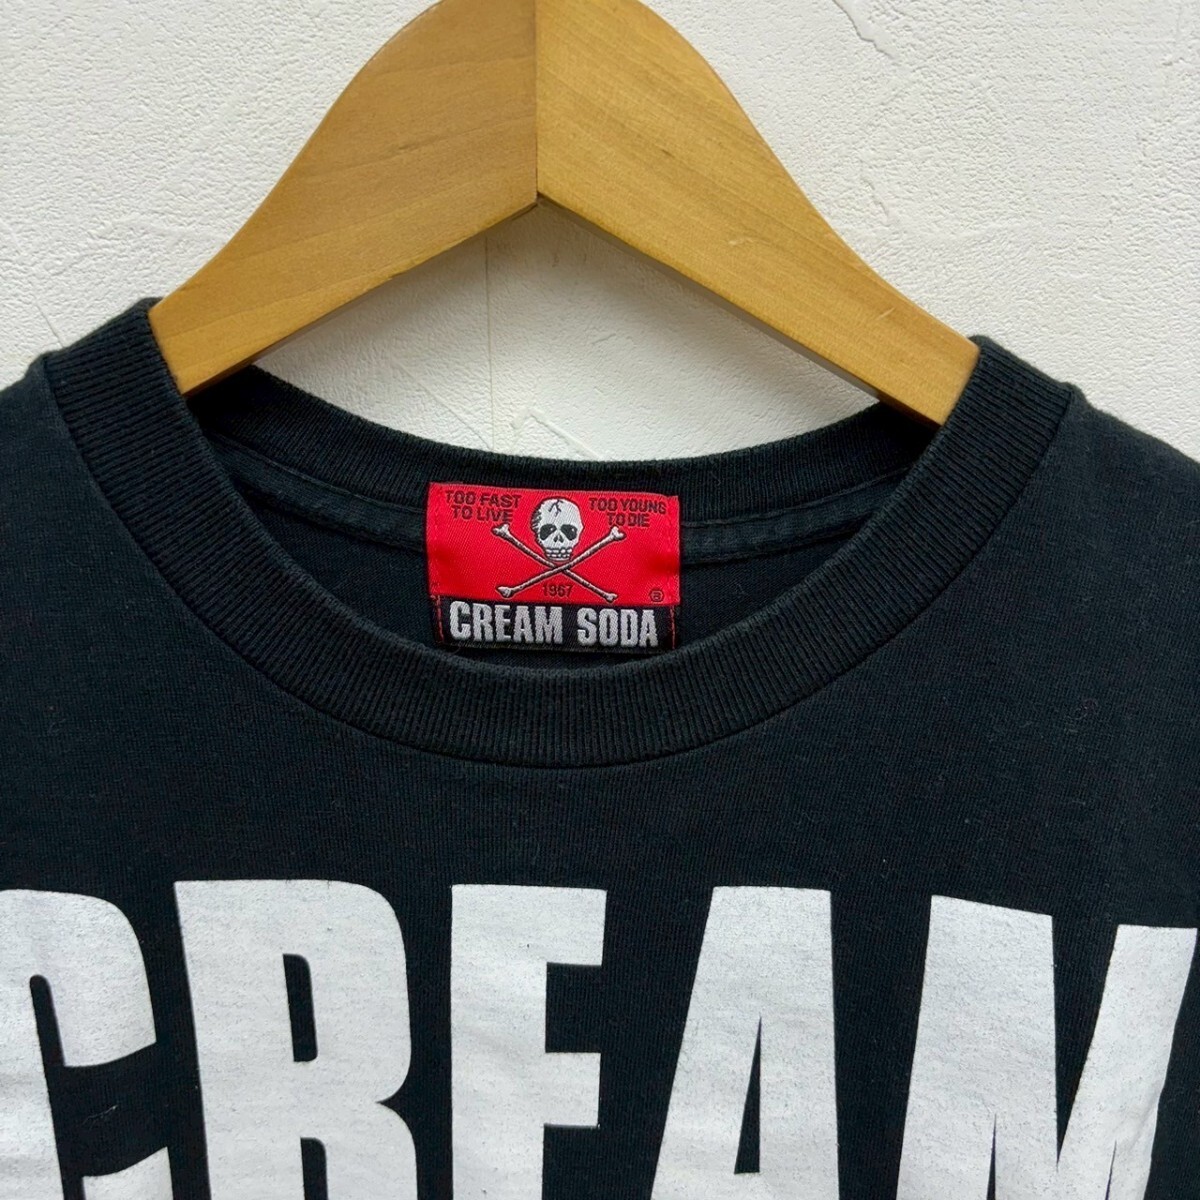 TOO FAST
TO LIVE
TOO YOUNG
TO DIE
1967
®
CREAM SODA
CREAM